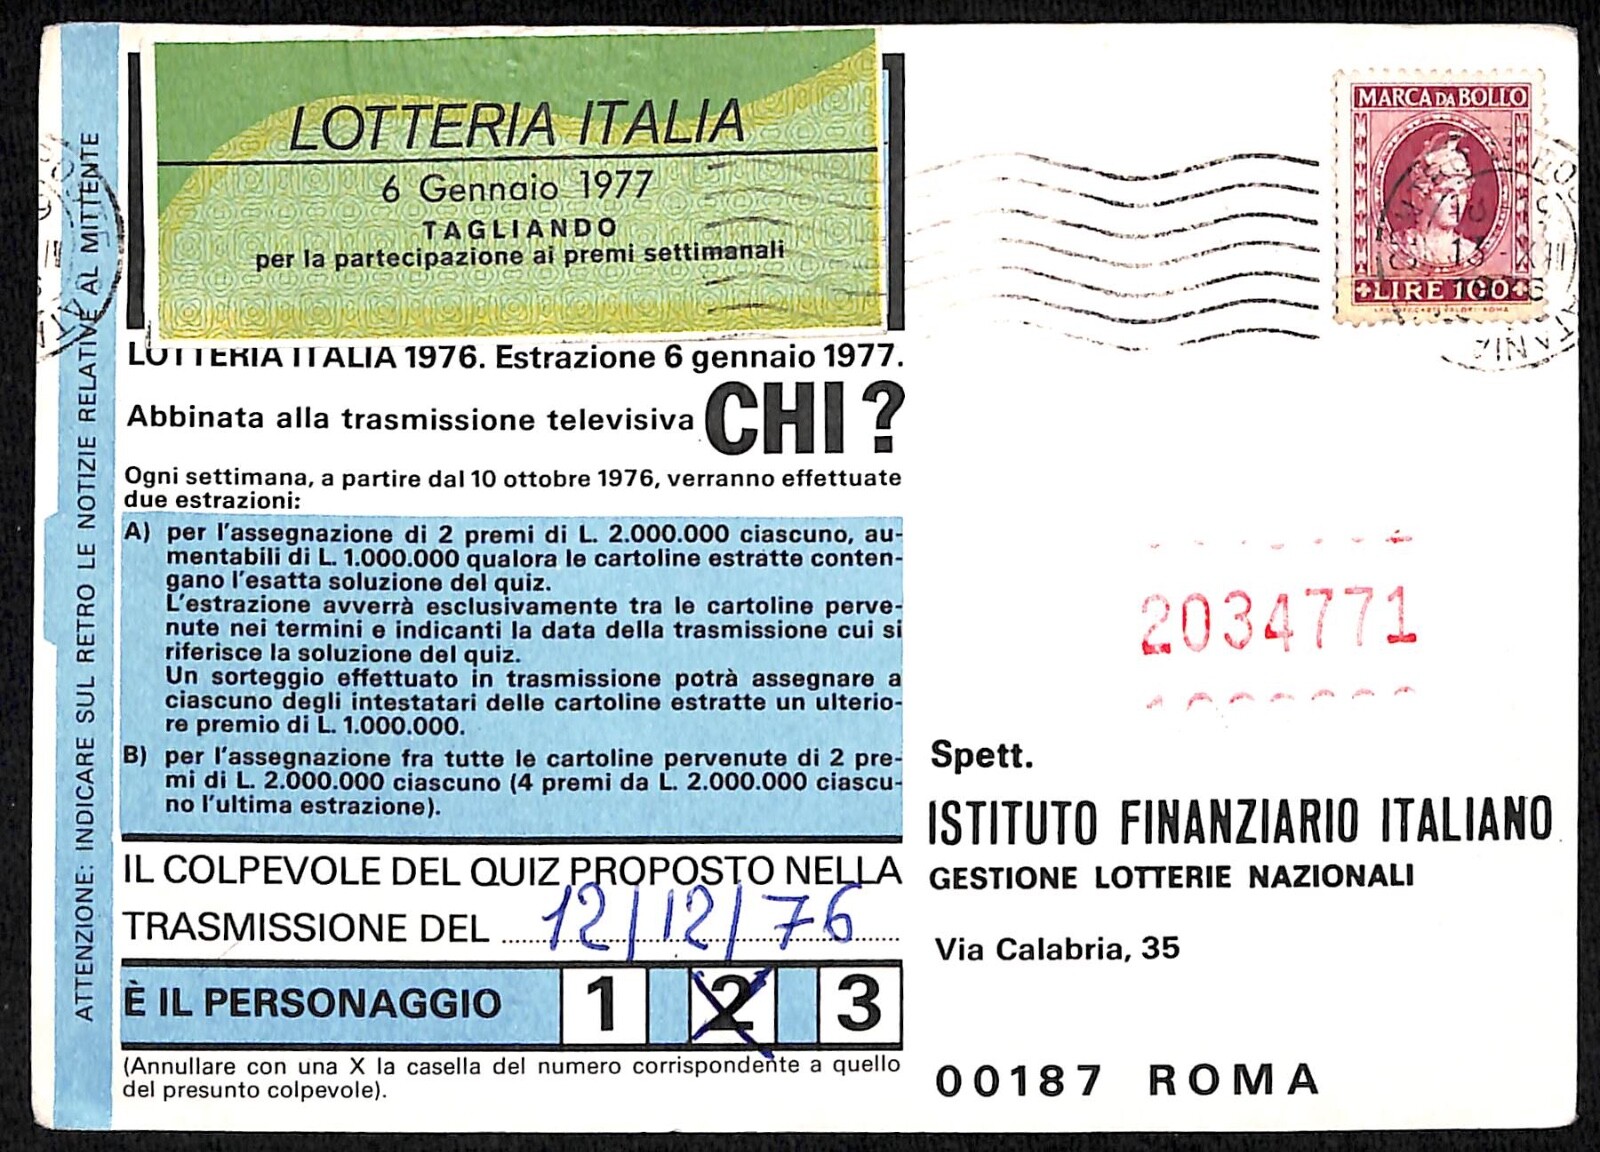 ATTENZIONE: INDICARE SUL RETRO LE NOTIZIE RELATIVE AL MITTENTE
LOTTERIA ITALIA
6 Gennaio 1977
TAGLIANDO
per la partecipazione ai premi settimanali
LOTTERIA ITALIA 1976. Estrazione 6 gennaio 1977.
Abbinata alla trasmissione televisiva CHI?
Ogni settimana, a partire dal 10 ottobre 1976, verranno effettuate
due estrazioni:
A) per l'assegnazione di 2 premi di L. 2.000.000 ciascuno, au-
mentabili di L. 1.000.000 qualora le cartoline estratte conten-
gano l'esatta soluzione del quiz.
L'estrazione avverrà esclusivamente tra le cartoline perve-
nute nei termini e indicanti la data della trasmissione cui si
riferisce la soluzione del quiz.
Un sorteggio effettuato in trasmissione potrà assegnare a
ciascuno degli intestatari delle cartoline estratte un ulterio-
re premio di L. 1.000.000.
B) per l'assegnazione fra tutte le cartoline pervenute di 2 pre-
mi di L. 2.000.000 ciascuno (4 premi da L. 2.000.000 ciascu-
no l'ultima estrazione).
IL COLPEVOLE DEL QUIZ PROPOSTO NELLA
TRASMISSIONE DEL 12/12/76
È IL PERSONAGGIO 1 2 3
(Annullare con una X la casella del numero corrispondente a quello
del presunto colpevole).
MARCA DA BOLLO
LIRE 100
2034771
Spett.
ISTITUTO FINANZIARIO ITALIANO
GESTIONE LOTTERIE NAZIONALI
Via Calabria, 35
00187 ROMA